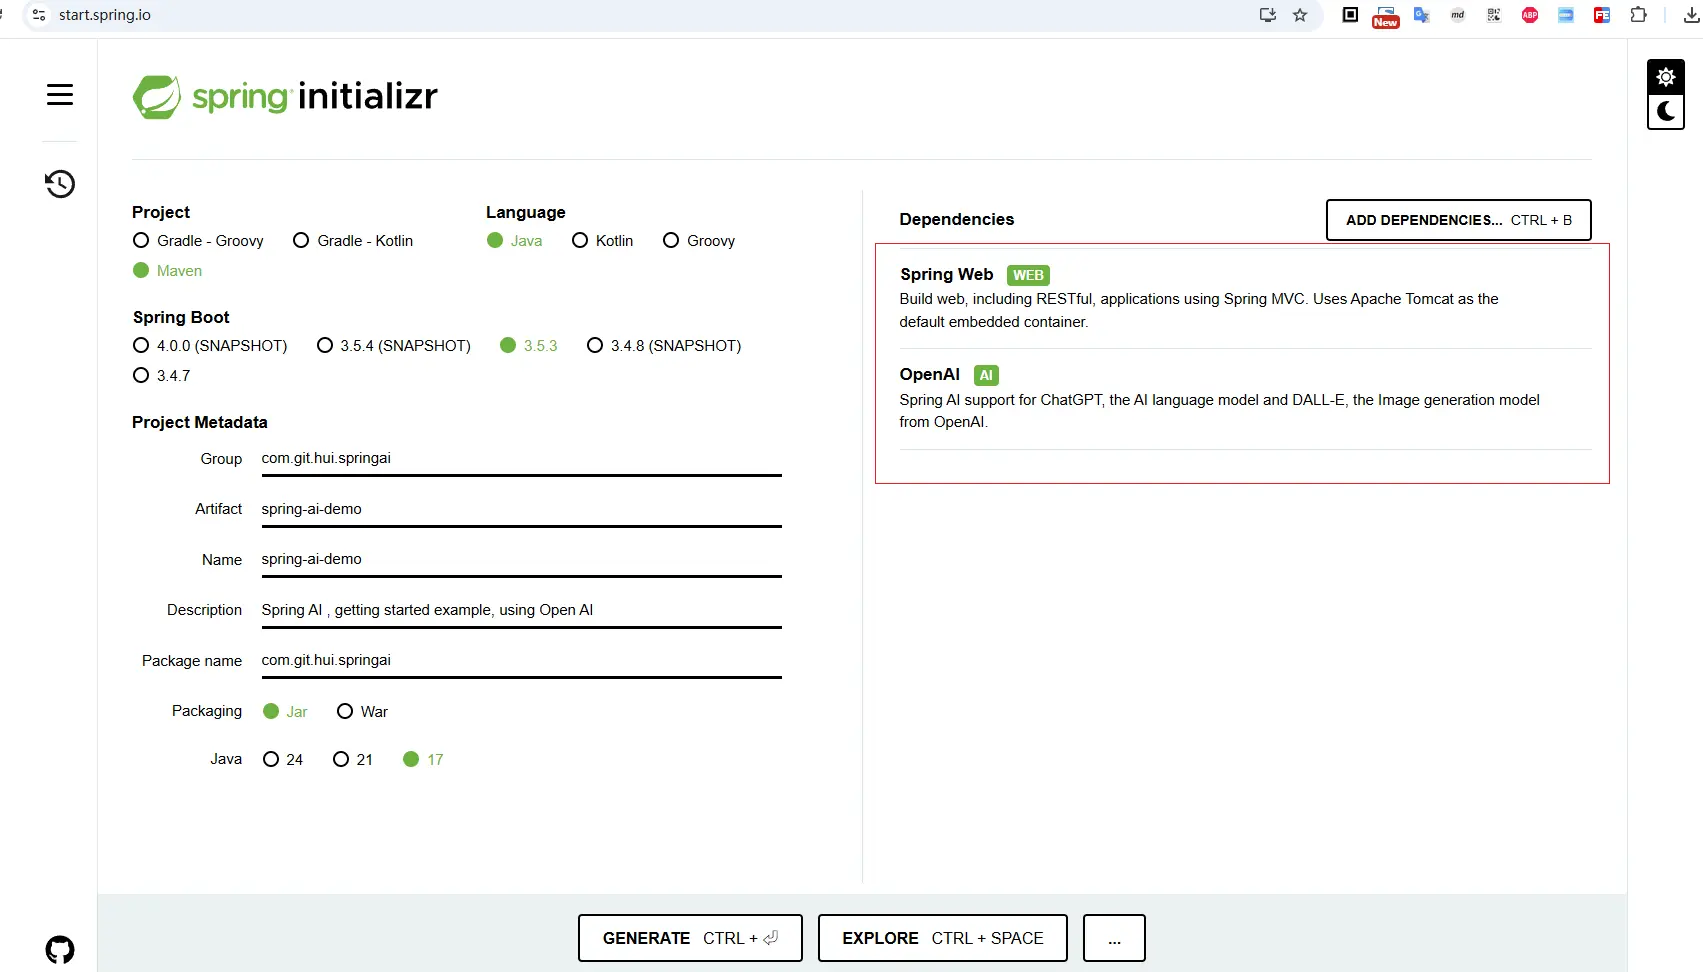 start.spring.io
New
md
ABP
FE
spring initializr
Project
Gradle - Groovy
Gradle - Kotlin
Maven
Language
Java
Kotlin
Groovy
Spring Boot
4.0.0 (SNAPSHOT)
3.5.4 (SNAPSHOT)
3.5.3
3.4.8 (SNAPSHOT)
3.4.7
Project Metadata
Group com.git.hui.springai
Artifact spring-ai-demo
Name spring-ai-demo
Description Spring AI , getting started example, using Open AI
Package name com.git.hui.springai
Packaging Jar War
Java 24 21 17
Dependencies
ADD DEPENDENCIES... CTRL + B
Spring Web WEB
Build web, including RESTful, applications using Spring MVC. Uses Apache Tomcat as the
default embedded container.
OpenAI AI
Spring AI support for ChatGPT, the AI language model and DALL-E, the Image generation model
from OpenAI.
GENERATE CTRL + ⏎
EXPLORE CTRL + SPACE
...